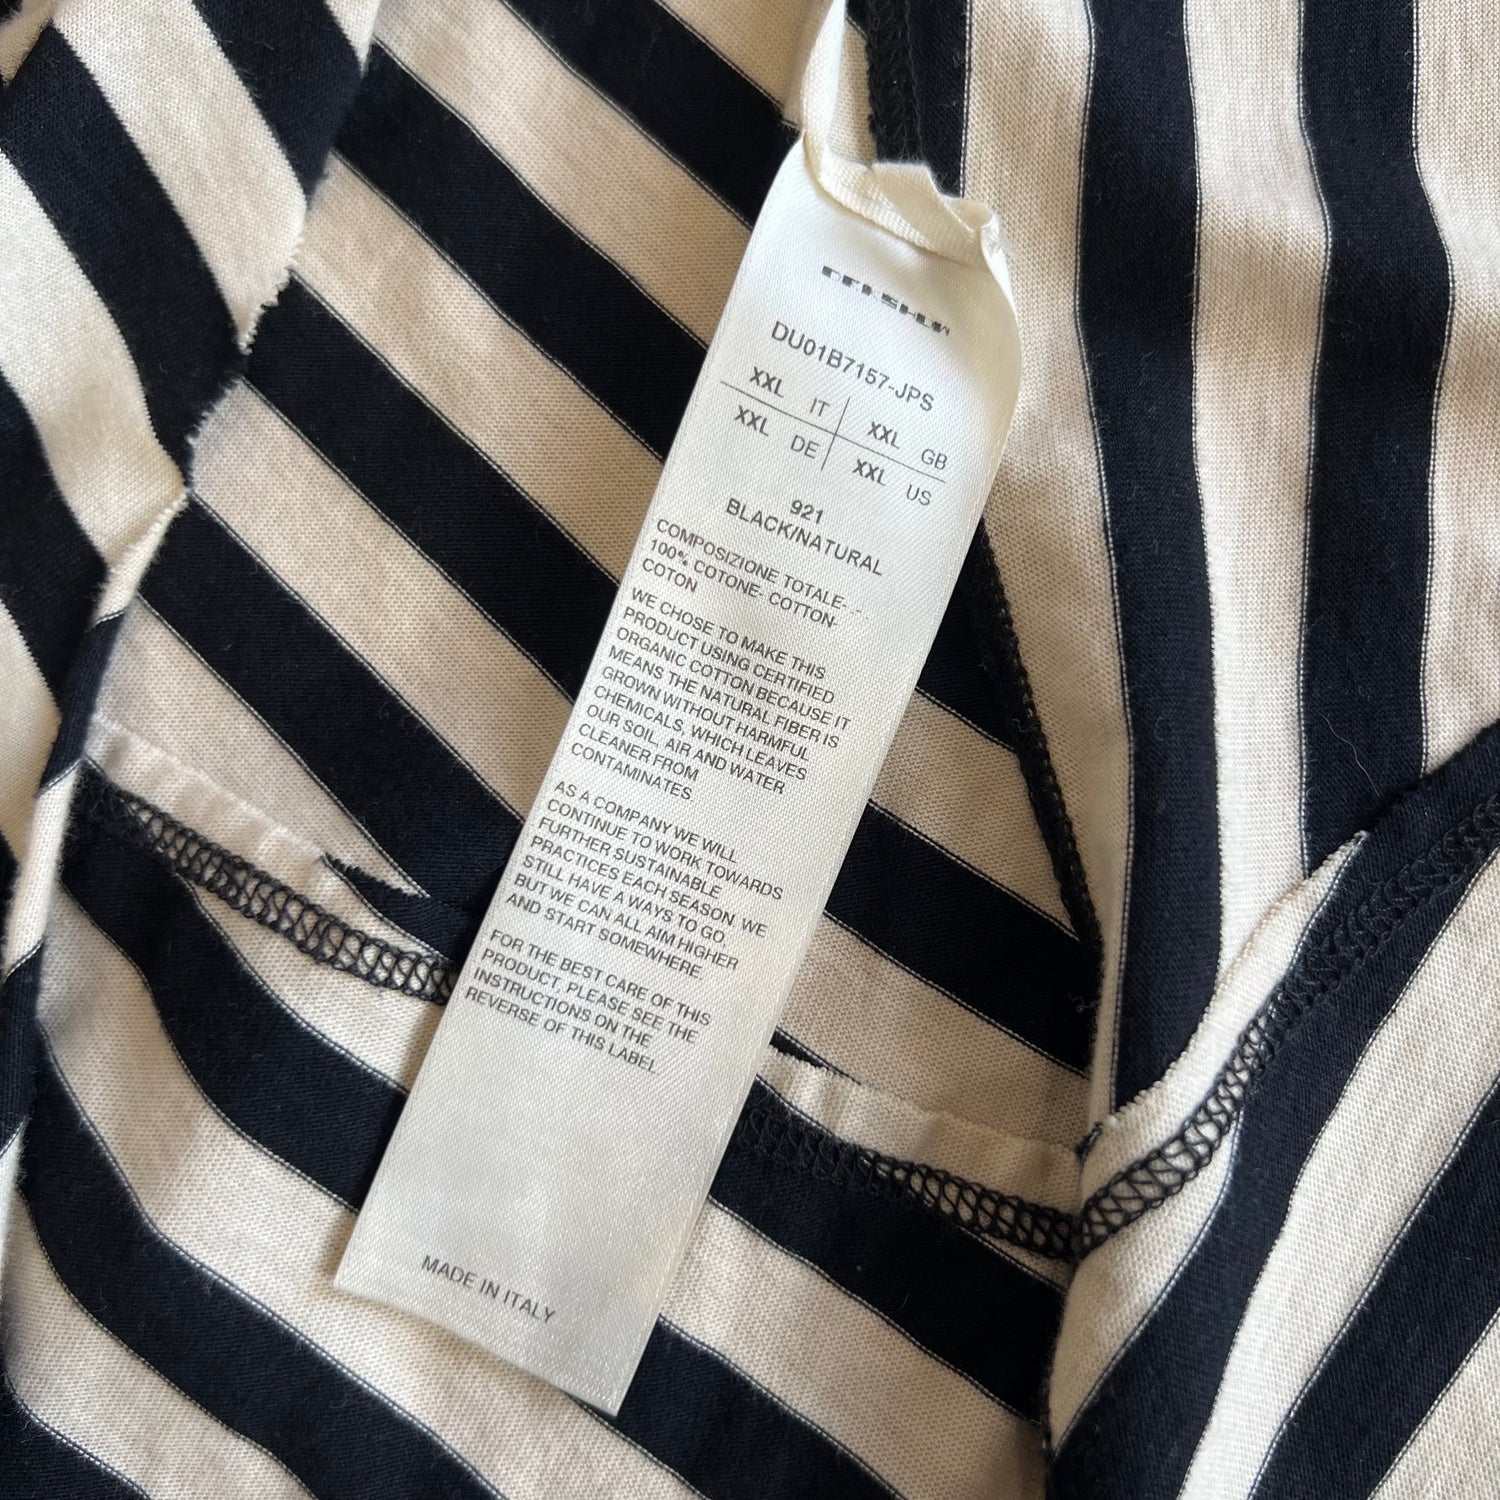 DU01B7157-JPS
XXL IT XXL GB
XXL DE XXL US
921
BLACK/NATURAL
COMPOSIZIONE TOTALE- -
100% COTONE- COTTON-
COTON
WE CHOSE TO MAKE THIS
PRODUCT USING CERTIFIED
ORGANIC COTTON BECAUSE IT
MEANS THE NATURAL FIBER IS
GROWN WITHOUT HARMFUL
CHEMICALS, WHICH LEAVES
OUR SOIL, AIR AND WATER
CLEANER FROM
CONTAMINATES.
AS A COMPANY WE WILL
CONTINUE TO WORK TOWARDS
FURTHER SUSTAINABLE
PRACTICES EACH SEASON. WE
STILL HAVE A WAYS TO GO,
BUT WE CAN ALL AIM HIGHER
AND START SOMEWHERE.
FOR THE BEST CARE OF THIS
PRODUCT, PLEASE SEE THE
INSTRUCTIONS ON THE
REVERSE OF THIS LABEL.
MADE IN ITALY